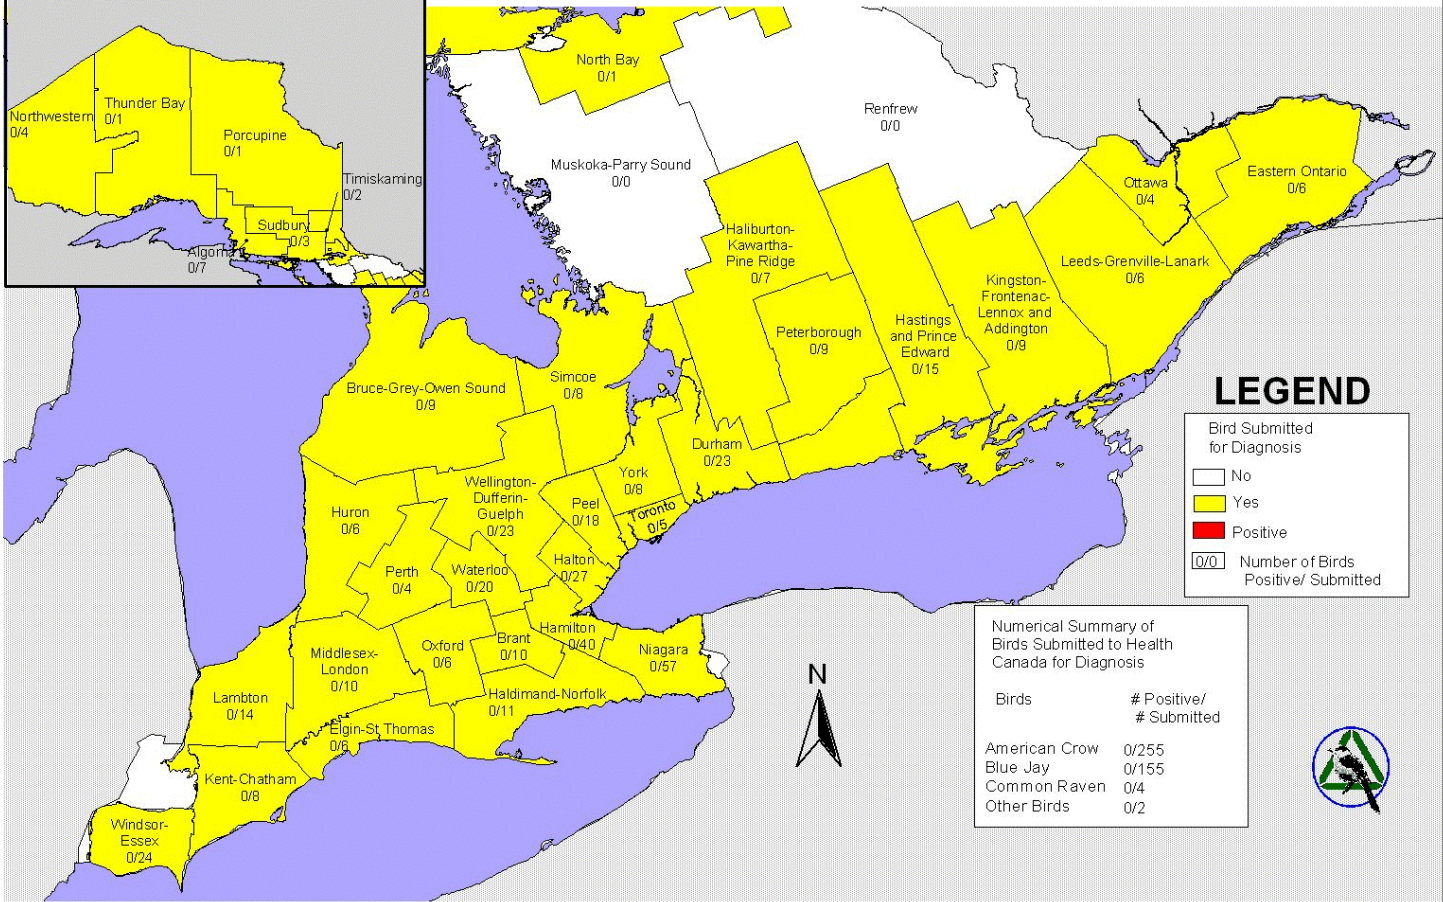 Northwestern
0/4
Thunder Bay
0/1
Porcupine
0/1
Timiskaming
0/2
Sudbury
0/3
Algoma
0/7
North Bay
0/1
Renfrew
0/0
Muskoka-Parry Sound
0/0
Ottawa
0/4
Eastern Ontario
0/6
Haliburton-
Kawartha-
Pine Ridge
0/7
Leeds-Grenville-Lanark
0/6
Kingston-
Frontenac-
Lennox and
Addington
0/9
Peterborough
0/9
Hastings
and Prince
Edward
0/15
Bruce-Grey-Owen Sound
0/9
Simcoe
0/8
Durham
0/23
York
0/8
Toronto
0/5
Peel
0/18
Wellington-
Dufferin-
Guelph
0/23
Huron
0/6
Perth
0/4
Waterloo
0/20
Halton
0/27
Hamilton
0/40
Niagara
0/57
Brant
0/10
Oxford
0/6
Middlesex-
London
0/10
Haldimand-Norfolk
0/11
Lambton
0/14
Elgin-St Thomas
0/6
Kent-Chatham
0/8
Windsor-
Essex
0/24
N
LEGEND
Bird Submitted
for Diagnosis
No
Yes
Positive
0/0 Number of Birds
Positive/ Submitted
Numerical Summary of
Birds Submitted to Health
Canada for Diagnosis
Birds # Positive/
# Submitted
American Crow 0/255
Blue Jay 0/155
Common Raven 0/4
Other Birds 0/2